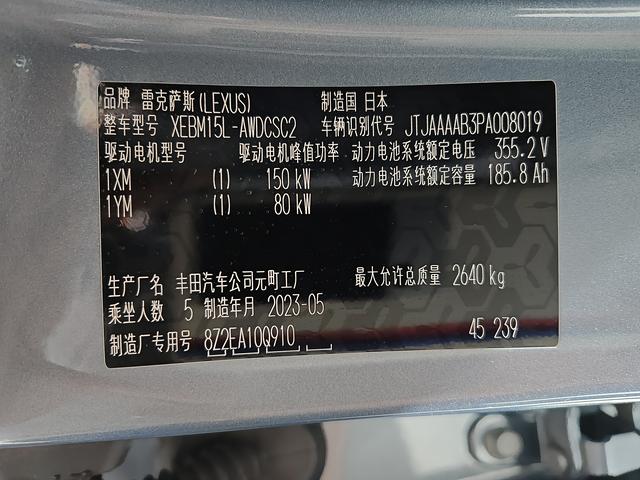 品牌 雷克萨斯(LEXUS) 制造国 日本
整车型号 XEBM15L-AWDCSC2 车辆识别代号 JTJAAAAB3PA008019
驱动电机型号 驱动电机峰值功率 动力电池系统额定电压 355.2 V
1XM (1) 150 kW 动力电池系统额定容量 185.8 Ah
1YM (1) 80 kW
生产厂名 丰田汽车公司元町工厂 最大允许总质量 2640 kg
乘坐人数 5 制造年月 2023-05
制造厂专用号 8Z2EA10Q910 45 239